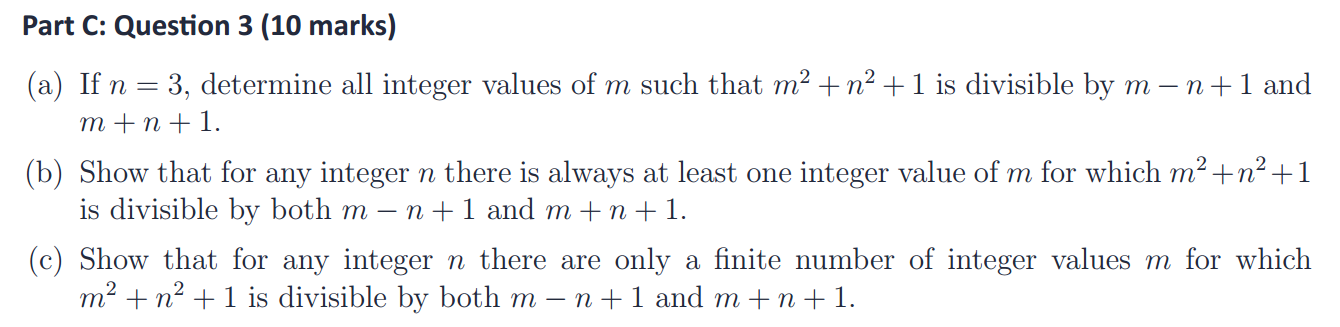 Part C: Question 3 (10 marks)
(a) If n = 3, determine all integer values of m such that m² + n² + 1 is divisible by m − n + 1 and
m + n + 1.
(b) Show that for any integer n there is always at least one integer value of m for which m² + n² + 1
is divisible by both m − n + 1 and m + n + 1.
(c) Show that for any integer n there are only a finite number of integer values m for which
m² + n² + 1 is divisible by both m − n + 1 and m + n + 1.